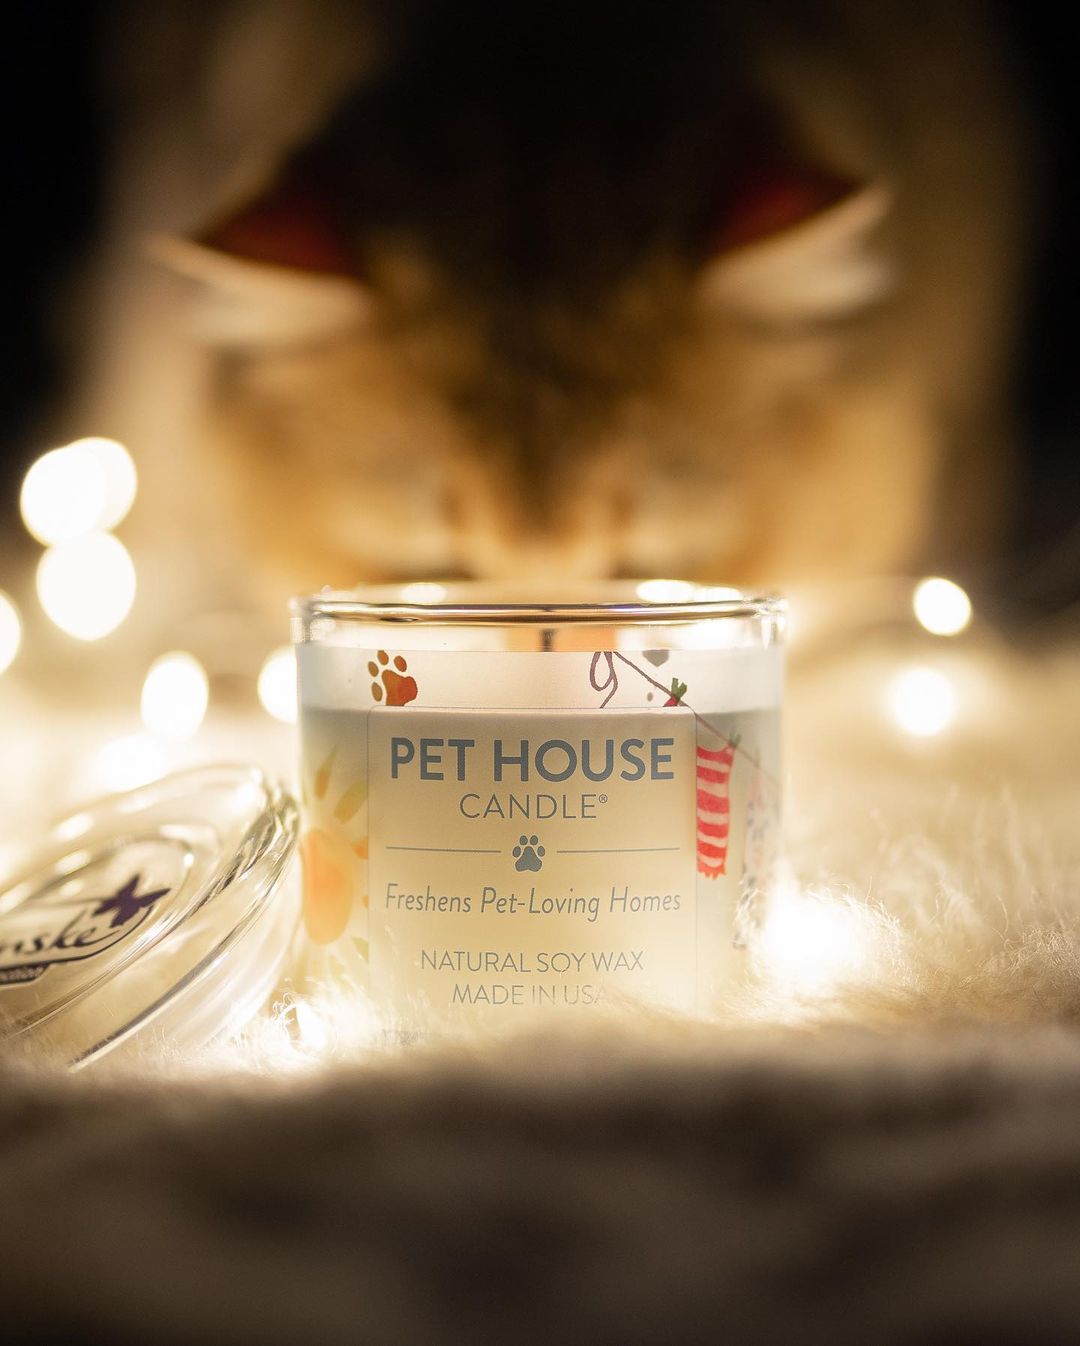 PET HOUSE
CANDLE®
Freshens Pet-Loving Homes
NATURAL SOY WAX
MADE IN USA